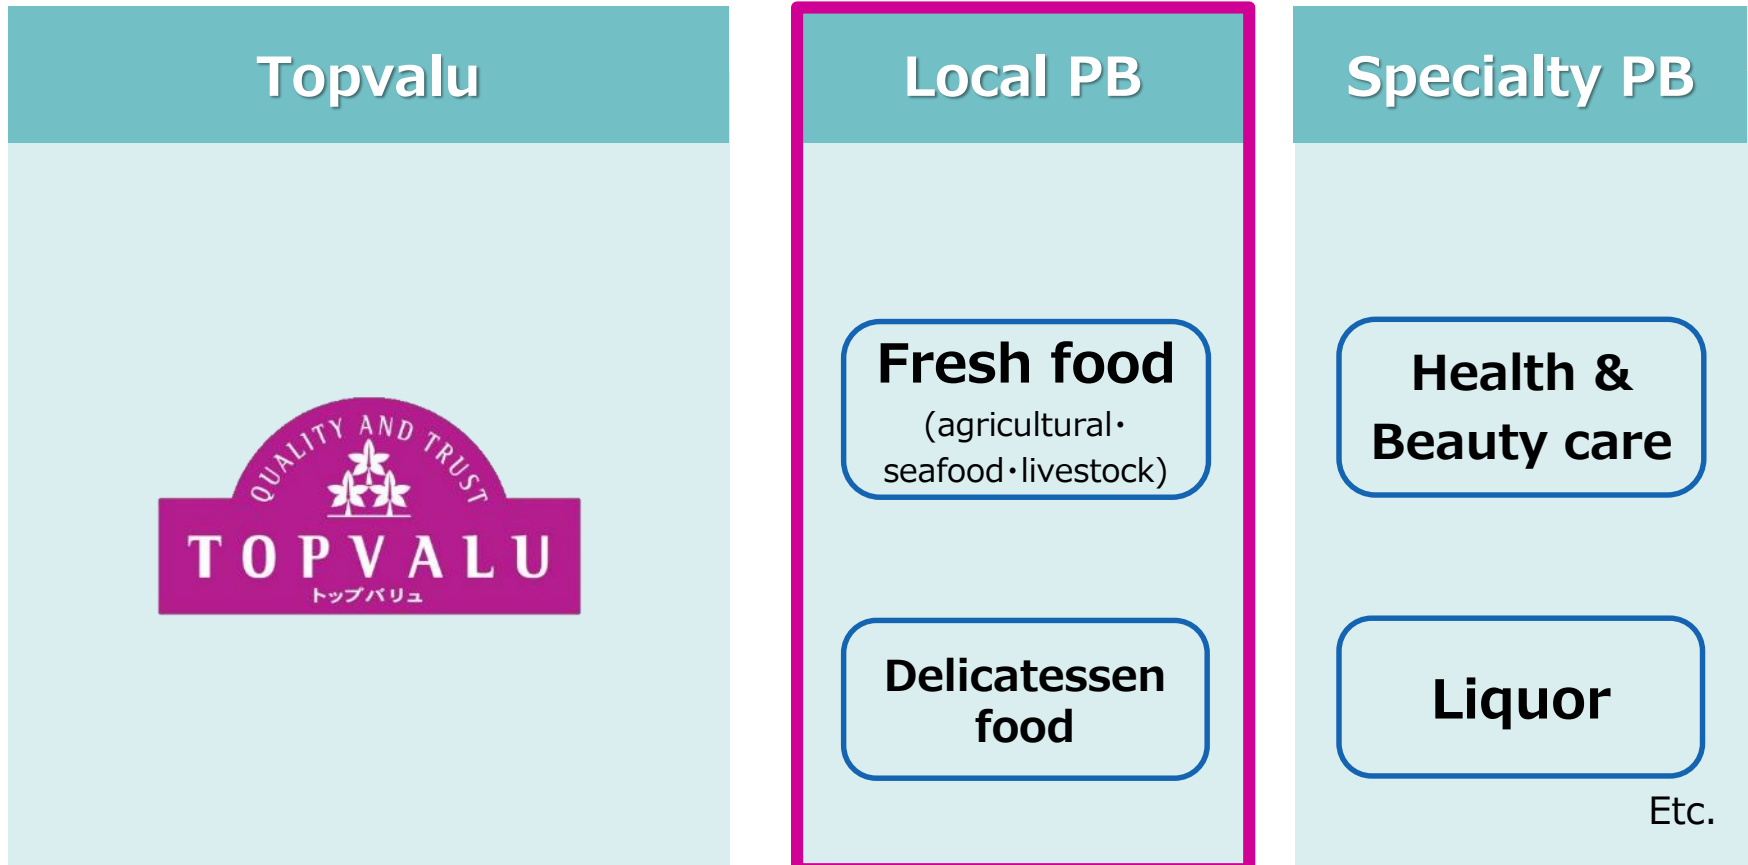 Topvalu
QUALITY AND TRUST
TOPVALU
トップバリュ
Local PB
Fresh food
(agricultural・
seafood・livestock)
Delicatessen
food
Specialty PB
Health &
Beauty care
Liquor
Etc.